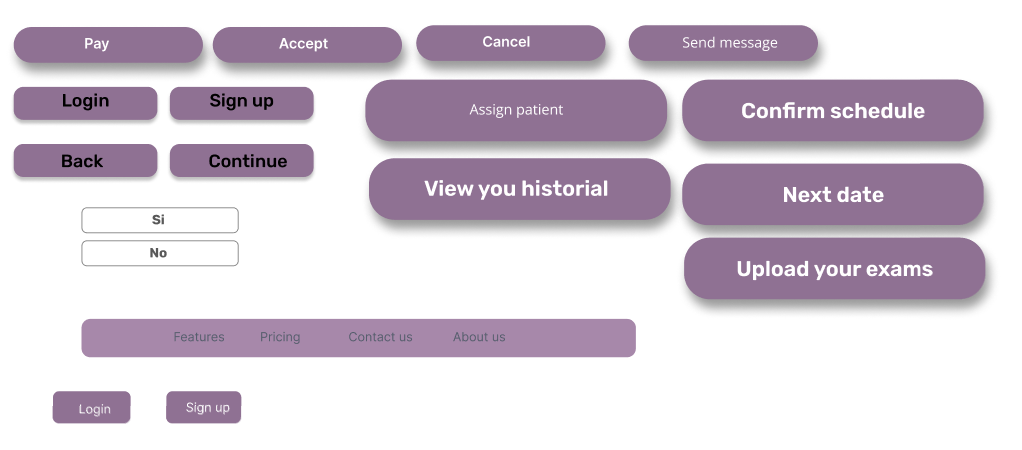 Pay
Accept
Cancel
Send message
Login
Sign up
Assign patient
Confirm schedule
Back
Continue
View you historial
Next date
Si
No
Upload your exams
Features Pricing Contact us About us
Login
Sign up